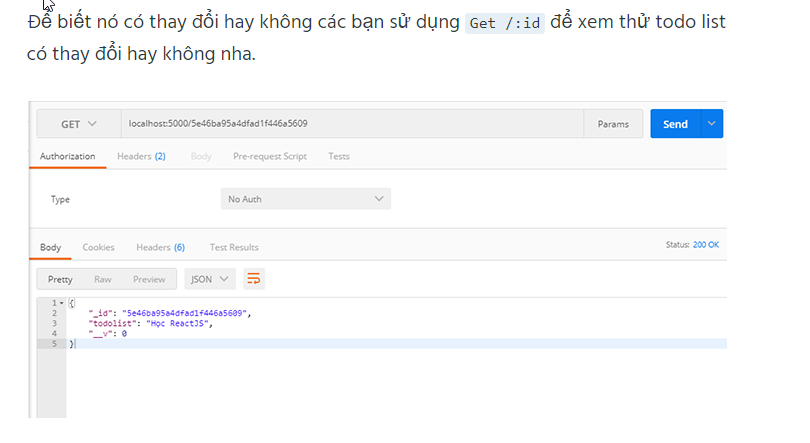 Để biết nó có thay đổi hay không các bạn sử dụng Get /:id để xem thử todo list
có thay đổi hay không nha.
GET localhost:5000/5e46ba95a4dfad1f446a5609 Params Send
Authorization Headers (2) Body Pre-request Script Tests
Type No Auth
Body Cookies Headers (6) Test Results Status: 200 OK
Pretty Raw Preview JSON
1 {
2 "_id": "5e46ba95a4dfad1f446a5609",
3 "todolist": "Học ReactJS",
4 "__v": 0
5 }